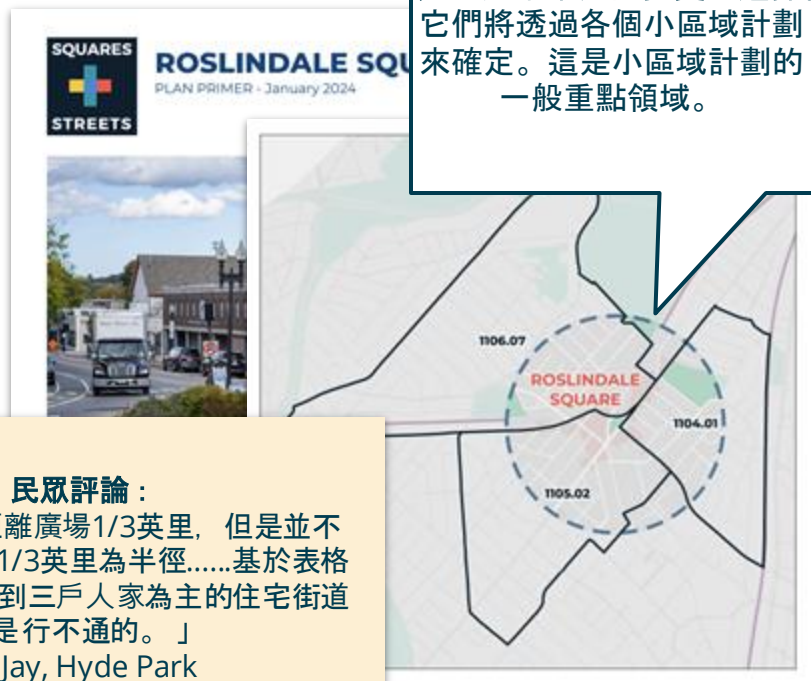 它們將透過各個小區域計劃
來確定。這是小區域計劃的
一般重點領域。
SQUARES
STREETS
ROSLINDALE SQU
PLAN PRIMER - January 2024
1106.07
ROSLINDALE
SQUARE
1104.01
1105.02
民眾評論：
離廣場1/3英里，但是並不
1/3英里為半徑……基於表格
到三戶人家為主的住宅街道
是行不通的。」
Jay, Hyde Park